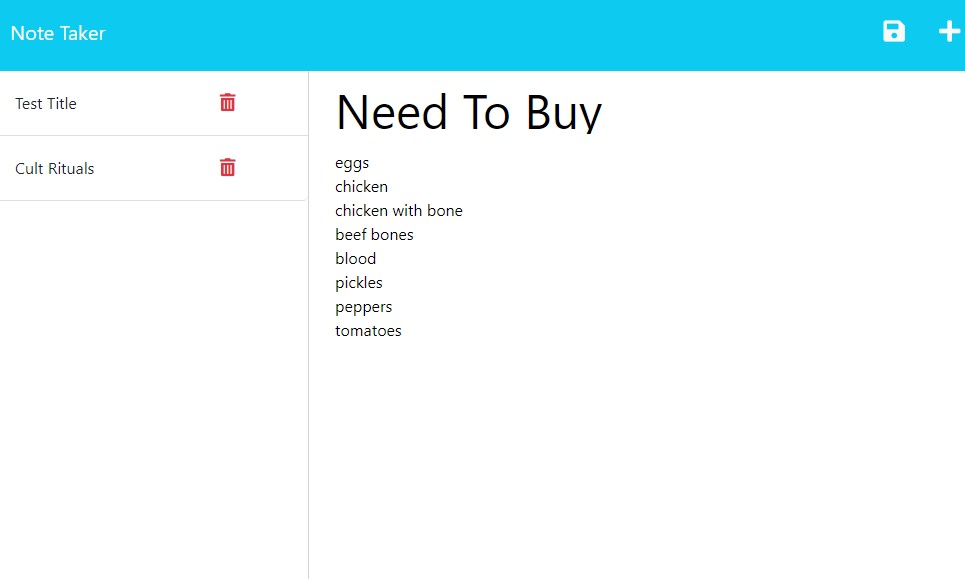 Note Taker
Test Title
Cult Rituals
Need To Buy
eggs
chicken
chicken with bone
beef bones
blood
pickles
peppers
tomatoes